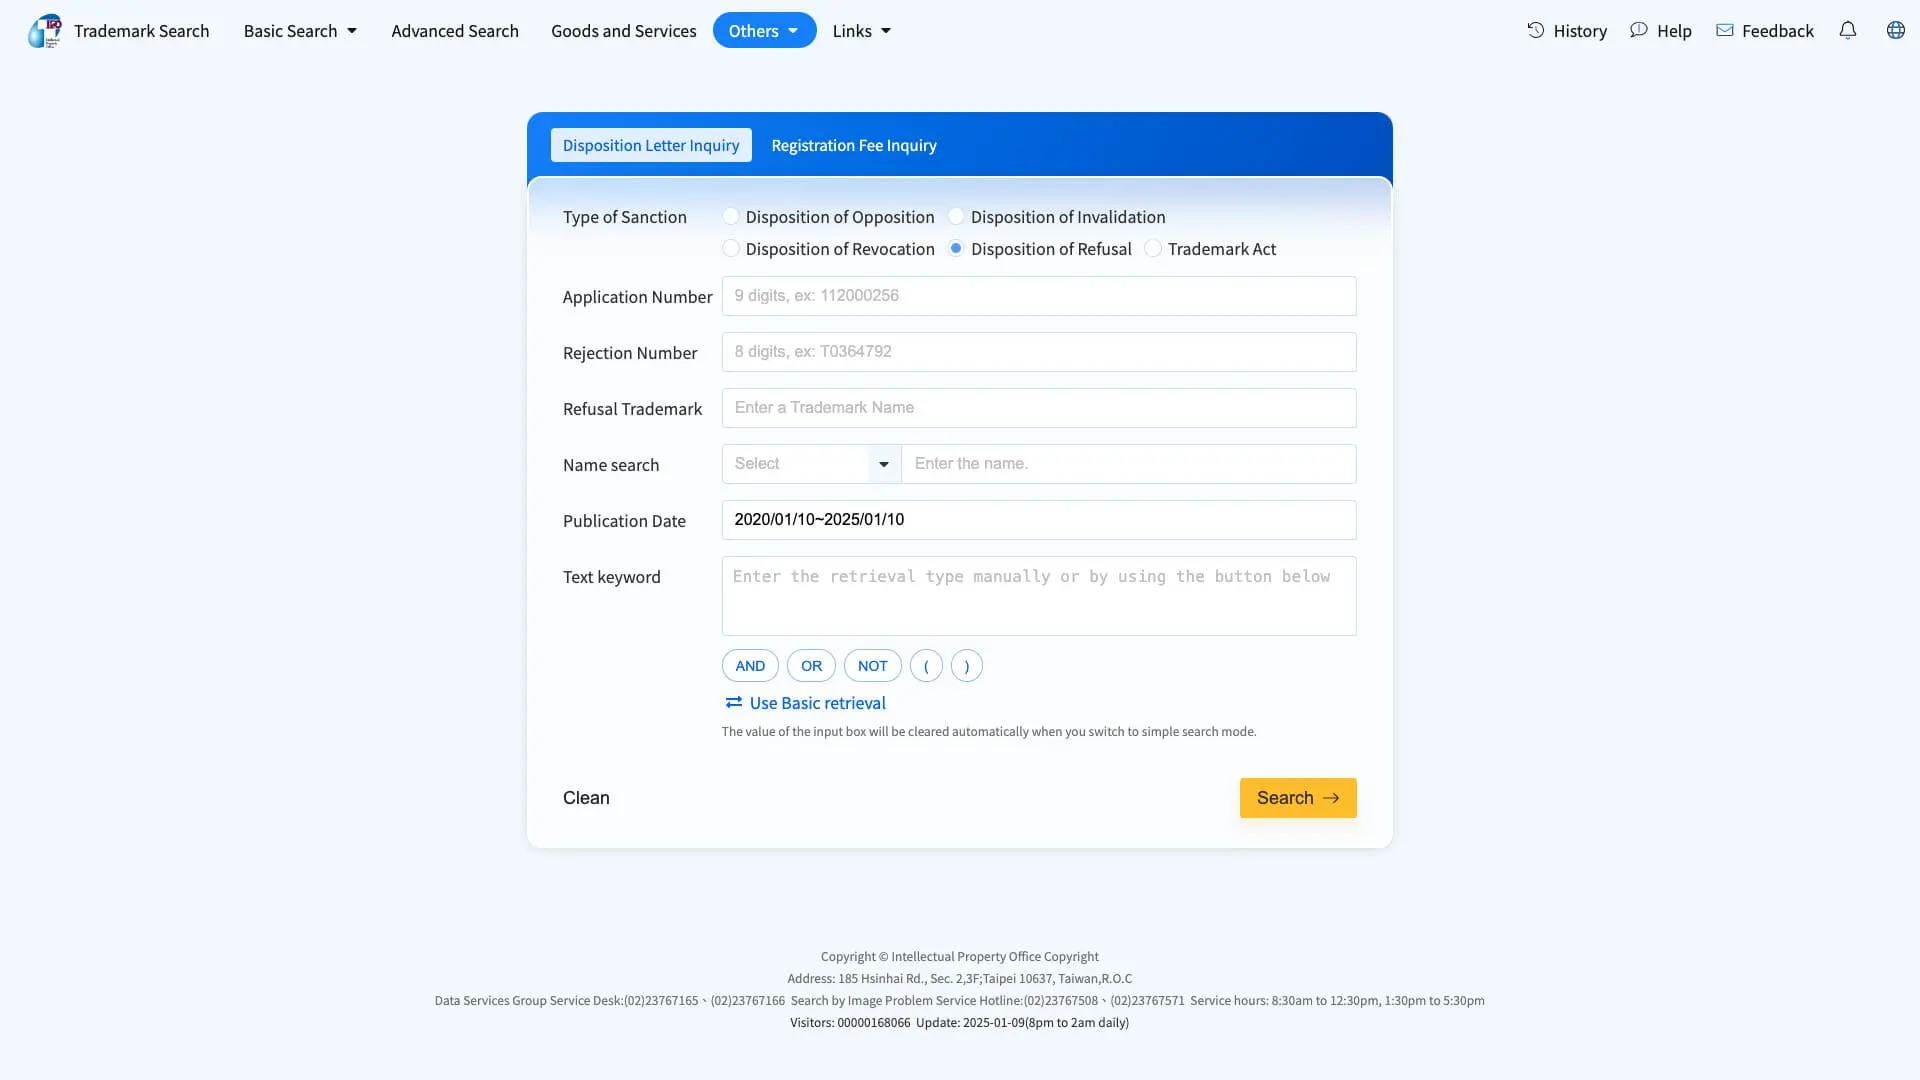 Trademark Search
Basic Search
Advanced Search
Goods and Services
Others
Links
History
Help
Feedback
Disposition Letter Inquiry
Registration Fee Inquiry
Type of Sanction
Disposition of Opposition
Disposition of Invalidation
Disposition of Revocation
Disposition of Refusal
Trademark Act
Application Number
9 digits, ex: 112000256
Rejection Number
8 digits, ex: T0364792
Refusal Trademark
Enter a Trademark Name
Name search
Select
Enter the name.
Publication Date
2020/01/10~2025/01/10
Text keyword
Enter the retrieval type manually or by using the button below
AND
OR
NOT
(
)
Use Basic retrieval
The value of the input box will be cleared automatically when you switch to simple search mode.
Clean
Search
Copyright © Intellectual Property Office Copyright
Address: 185 Hsinhai Rd., Sec. 2,3F;Taipei 10637, Taiwan,R.O.C
Data Services Group Service Desk:(02)23767165、(02)23767166 Search by Image Problem Service Hotline:(02)23767508、(02)23767571 Service hours: 8:30am to 12:30pm, 1:30pm to 5:30pm
Visitors: 00000168066 Update: 2025-01-09(8pm to 2am daily)